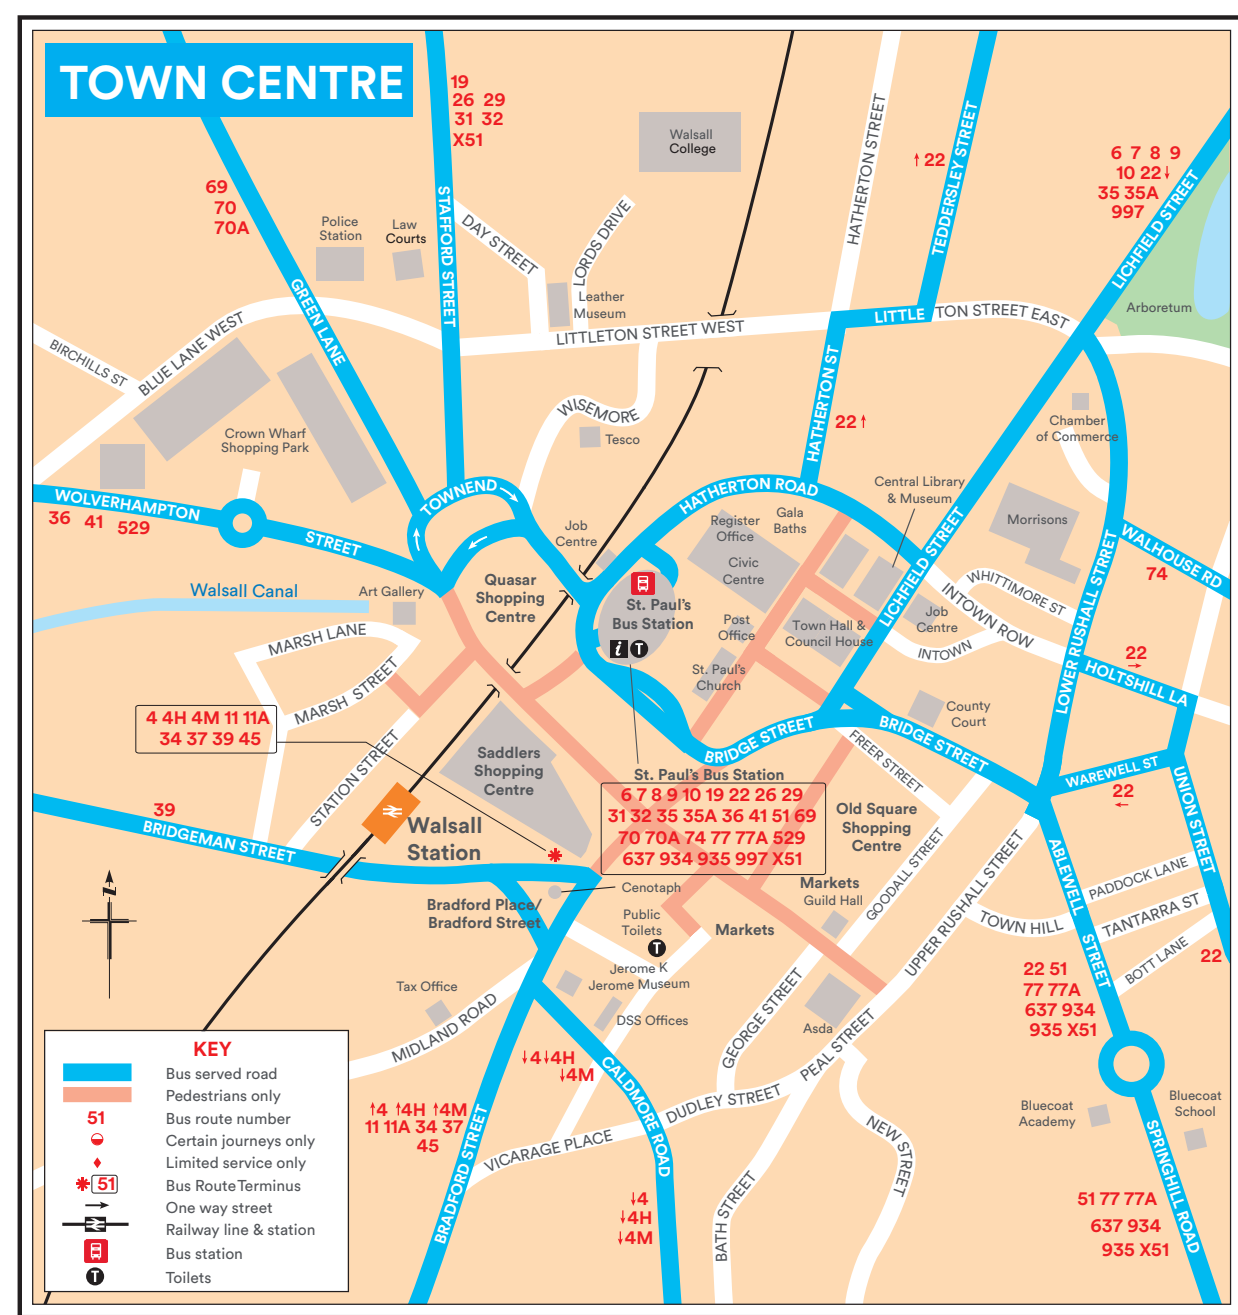 TOWN CENTRE
19
26 29
31 32
X51
69
70
70A
Police
Station
Law
Courts
Walsall
College
↑ 22
6 7 8 9
10 22↓
35 35A
997
STAFFORD STREET
DAY STREET
LORDS DRIVE
HATHERTON STREET
TEDDERSLEY STREET
LICHFIELD STREET
Arboretum
GREEN LANE
Leather
Museum
LITTLETON STREET WEST
LITTLE TON STREET EAST
BLUE LANE WEST
BIRCHILLS ST
WISEMORE
Tesco
HATHERTON ST
22 ↑
Chamber
of Commerce
Crown Wharf
Shopping Park
WOLVERHAMPTON
STREET
36 41 529
TOWNEND
HATHERTON ROAD
Central Library
& Museum
Job
Centre
Register
Office
Gala
Baths
Civic
Centre
Morrisons
LICHFIELD STREET
WALHOUSE RD
74
Walsall Canal
Art Gallery
Quasar
Shopping
Centre
St. Paul's
Bus Station
i T
Post
Office
Town Hall &
Council House
Job
Centre
WHITTIMORE ST
INTOWN ROW
INTOWN
LOWER RUSHALL STRRET
22
→
HOLTSHILL LA
MARSH LANE
MARSH STREET
St. Paul's
Church
County
Court
4 4H 4M 11 11A
34 37 39 45
STATION STREET
Saddlers
Shopping
Centre
BRIDGE STREET
BRIDGE STREET
FREER STREET
WAREWELL ST
22
←
UNION STREET
St. Paul's Bus Station
6 7 8 9 10 19 22 26 29
31 32 35 35A 36 41 51 69
70 70A 74 77 77A 529
637 934 935 997 X51
Old Square
Shopping
Centre
39
BRIDGEMAN STREET
Walsall
Station
Cenotaph
Bradford Place/
Bradford Street
Markets
Guild Hall
GOODALL STREET
UPPER RUSHALL STREET
ABLEWELL
STREET
PADDOCK LANE
TANTARRA ST
TOWN HILL
BOTT LANE
22
Public
Toilets
T
Markets
N
Jerome K
Jerome Museum
Tax Office
MIDLAND ROAD
DSS Offices
GEORGE STREET
Asda
PEAL STREET
22 51
77 77A
637 934
935 X51
↓4↓4H
↓4M
CALDMORE ROAD
DUDLEY STREET
↑4 ↑4H ↑4M
11 11A 34 37
45
BRADFORD STREET
VICARAGE PLACE
NEW STREET
BATH STREET
↓4
↓4H
↓4M
Bluecoat
Academy
Bluecoat
School
SPRINGHILL ROAD
51 77 77A
637 934
935 X51
KEY
Bus served road
Pedestrians only
51 Bus route number
Certain journeys only
Limited service only
51 Bus Route Terminus
One way street
Railway line & station
Bus station
T Toilets